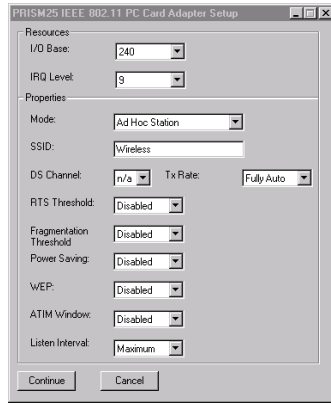 PRISM25 IEEE 802.11 PC Card Adapter Setup
Resources
I/O Base: 240
IRQ Level: 9
Properties
Mode: Ad Hoc Station
SSID: Wireless
DS Channel: n/a Tx Rate: Fully Auto
RTS Threshold: Disabled
Fragmentation
Threshold Disabled
Power Saving: Disabled
WEP: Disabled
ATIM Window: Disabled
Listen Interval: Maximum
Continue Cancel